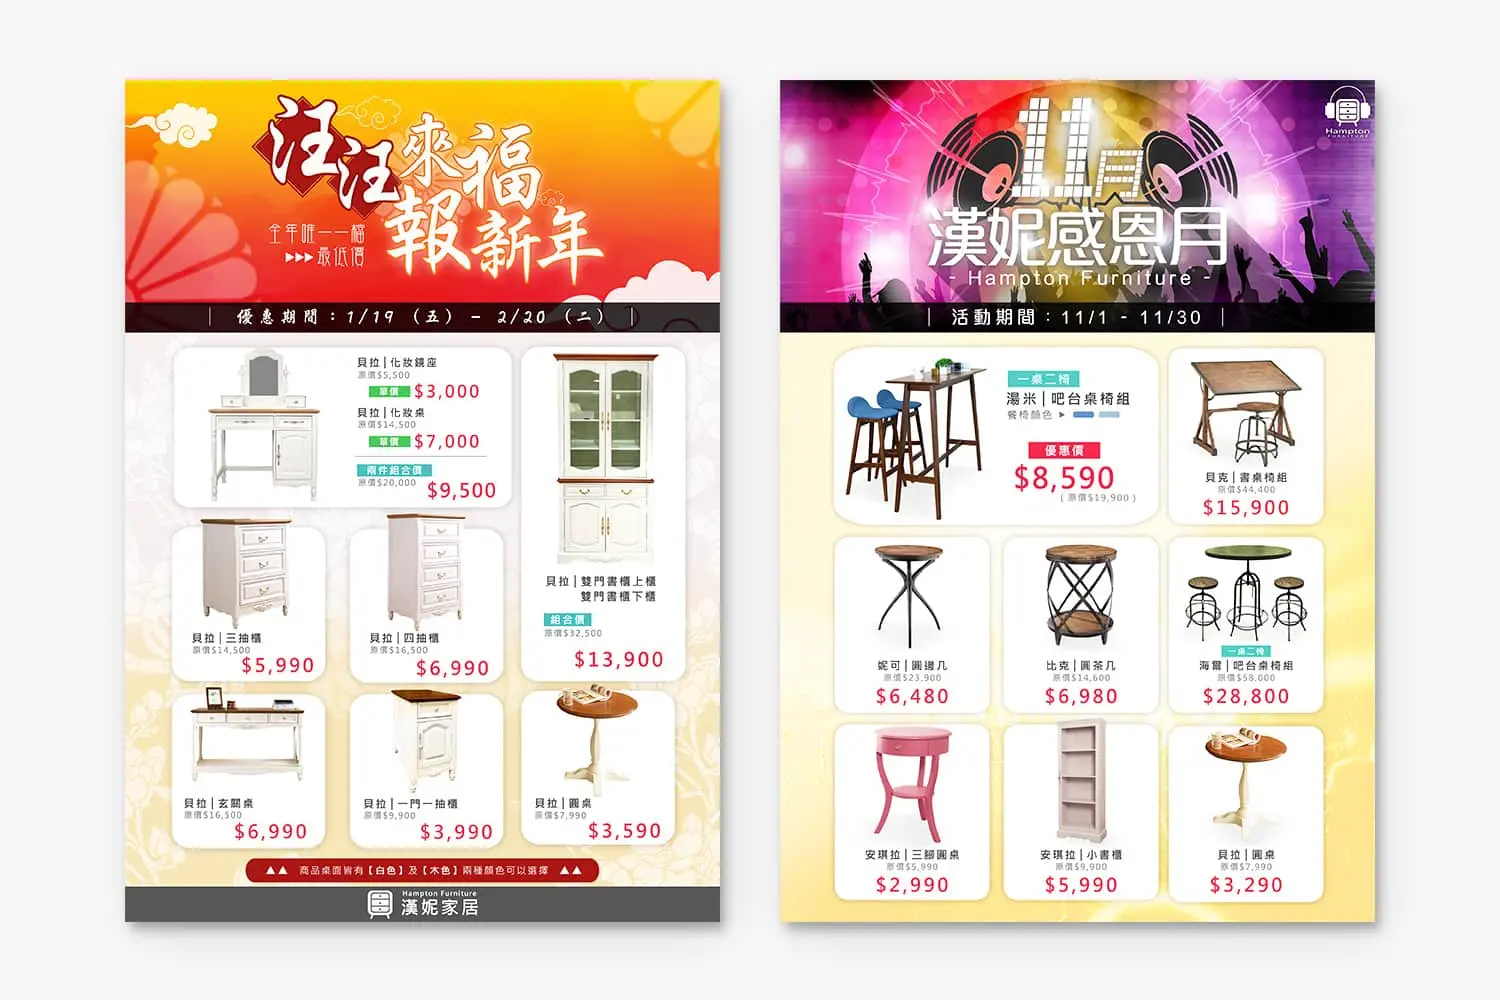 汪汪來福
報新年
全年唯一一檔
▶▶▶最低價
優惠期間：1/19 （五） – 2/20 （二）
貝拉│化妝鏡座
原價$5,500
單價 $3,000
貝拉│化妝桌
原價$14,500
單價 $7,000
兩件組合價
原價$20,000
$9,500
貝拉│雙門書櫃上櫃
雙門書櫃下櫃
組合價
原價$32,500
$13,900
貝拉│三抽櫃
原價$14,500
$5,990
貝拉│四抽櫃
原價$16,500
$6,990
貝拉│玄關桌
原價$16,500
$6,990
貝拉│一門一抽櫃
原價$9,900
$3,990
貝拉│圓桌
原價$7,990
$3,590
▲▲ 商品桌面皆有【白色】及【木色】兩種顏色可以選擇 ▲▲
Hampton Furniture
漢妮家居
Hampton
FURNITURE
11月
漢妮感恩月
- Hampton Furniture -
活動期間：11/1 - 11/30
一桌二椅
湯米│吧台桌椅組
餐椅顏色 ▶
優惠價
$8,590
( 原價$19,900 )
貝克│書桌椅組
原價$44,400
$15,900
妮可│圓邊几
原價$23,900
$6,480
比克│圓茶几
原價$14,600
$6,980
一桌二椅
海爾│吧台桌椅組
原價$58,000
$28,800
安琪拉│三腳圓桌
原價$5,990
$2,990
安琪拉│小書櫃
原價$9,900
$5,990
貝拉│圓桌
原價$7,990
$3,290